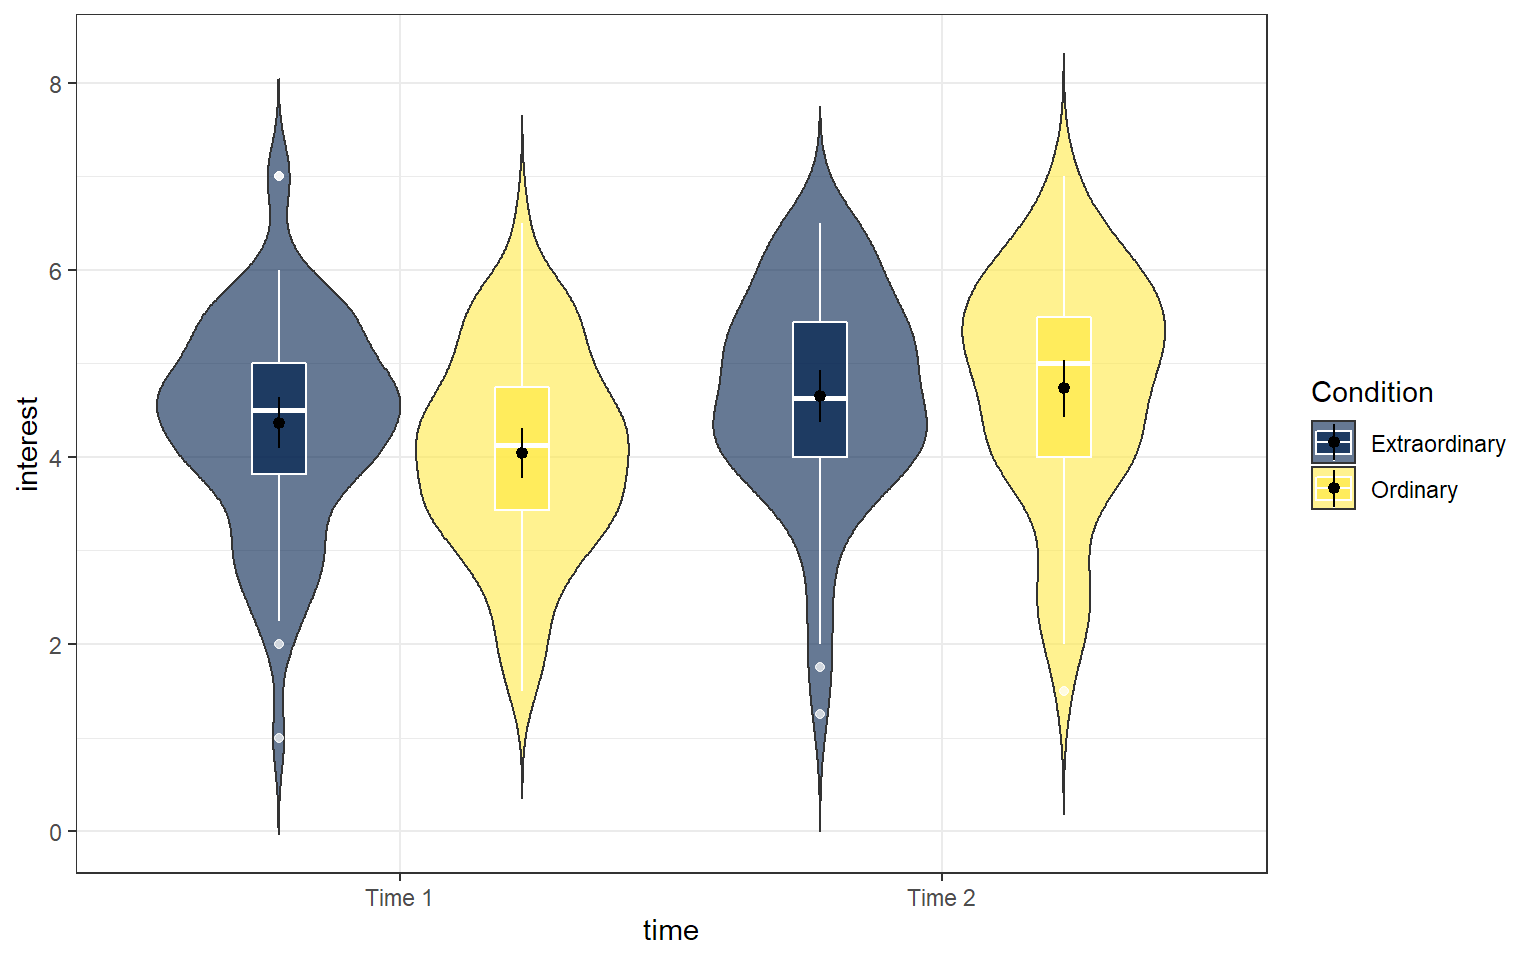 8
6
4
2
0
interest
Time 1
Time 2
time
Condition
Extraordinary
Ordinary